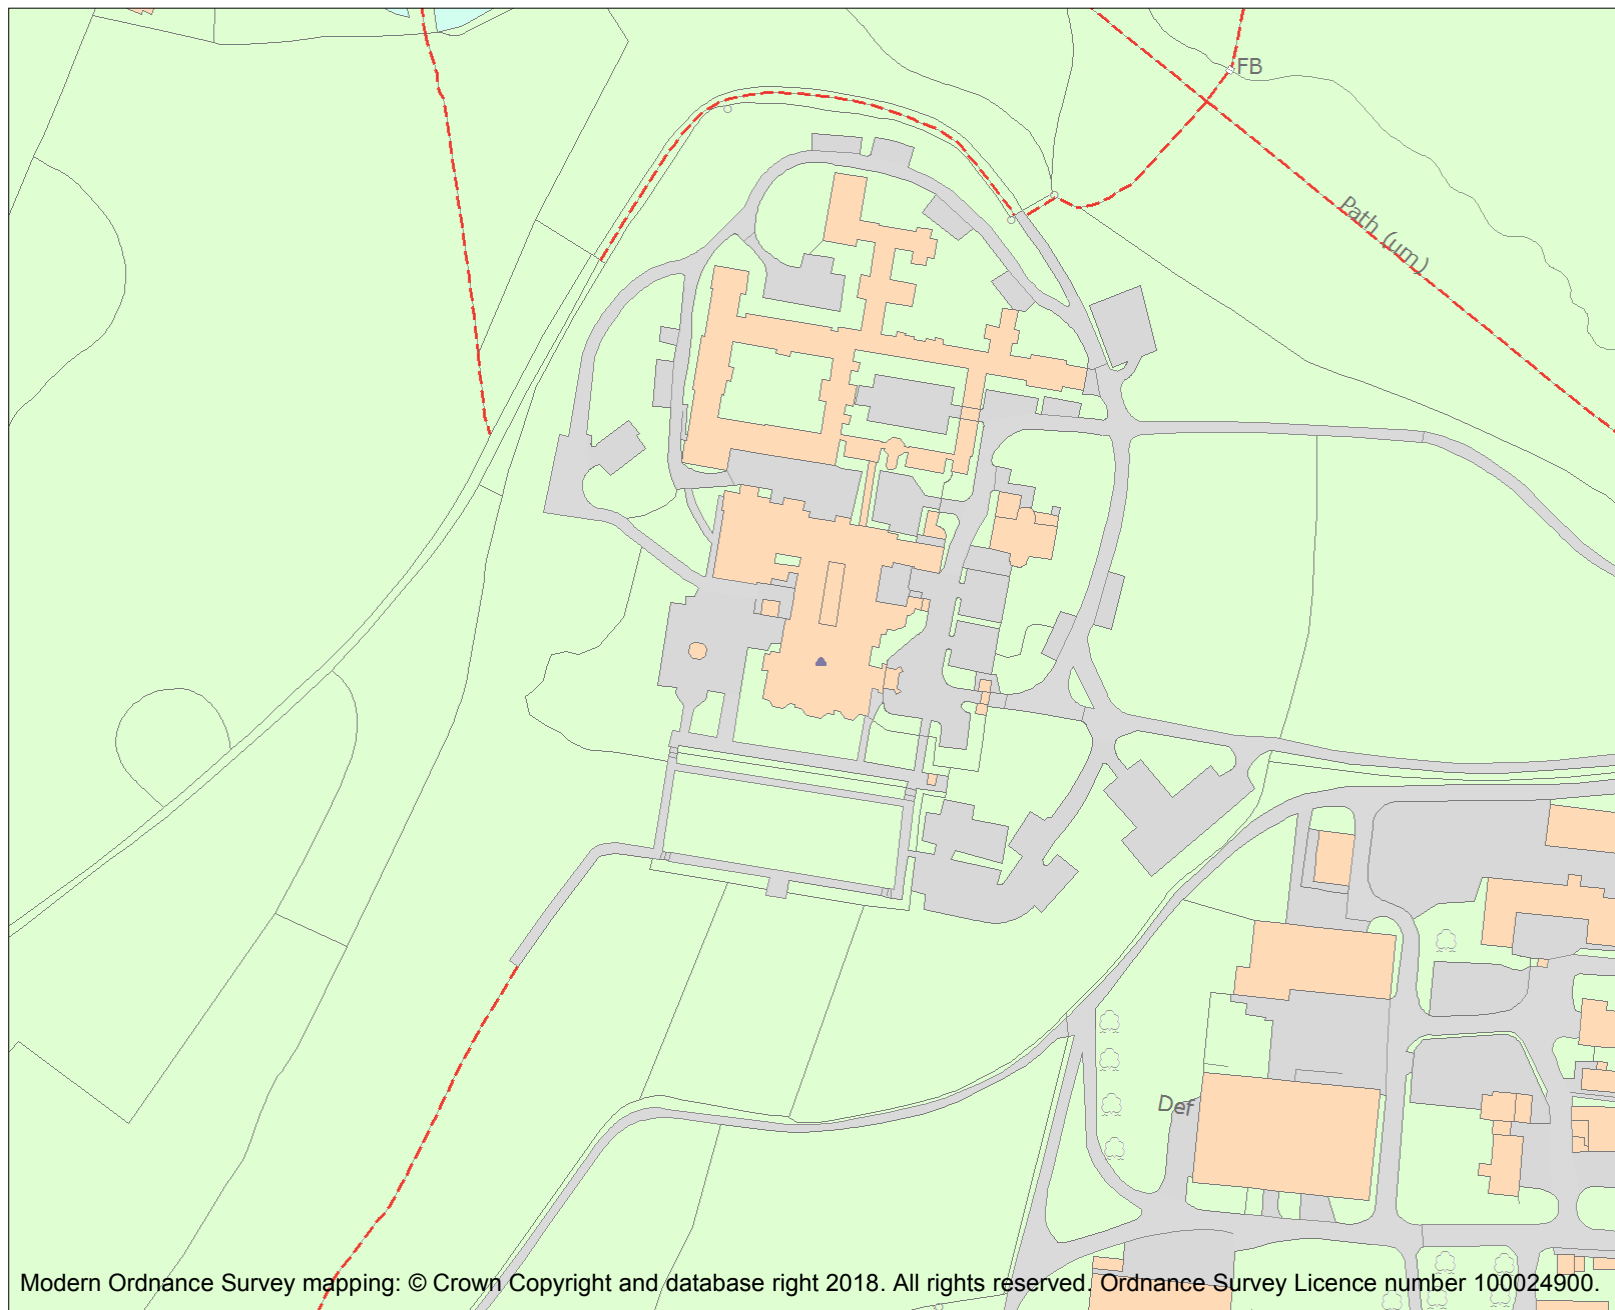 FB
Path (um)
Def
Modern Ordnance Survey mapping: © Crown Copyright and database right 2018. All rights reserved. Ordnance Survey Licence number 100024900.